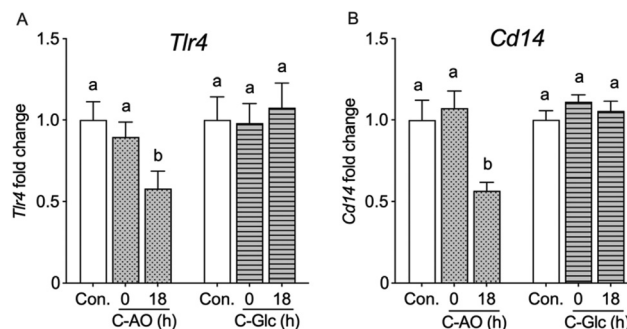 A
Tlr4
Tlr4 fold change
1.5
1.0
0.5
0
a
a
b
a
a
a
Con. 0 18 Con. 0 18
C-AO (h) C-Glc (h)
B
Cd14
Cd14 fold change
1.5
1.0
0.5
0
a
a
b
a
a
a
Con. 0 18 Con. 0 18
C-AO (h) C-Glc (h)